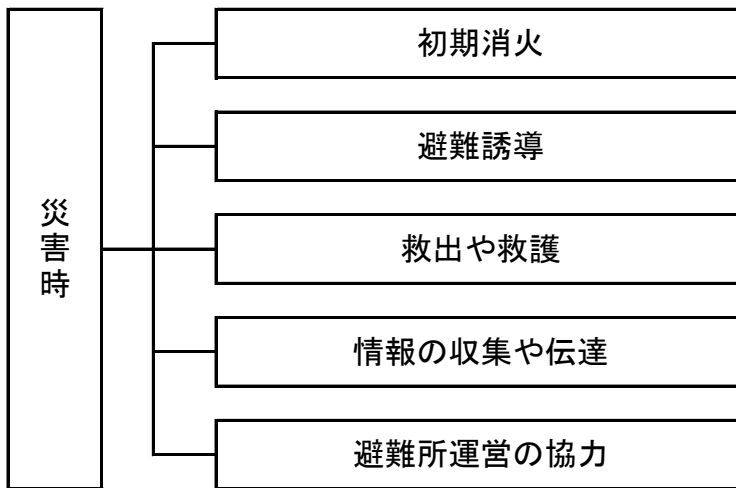 災害時
初期消火
避難誘導
救出や救護
情報の収集や伝達
避難所運営の協力